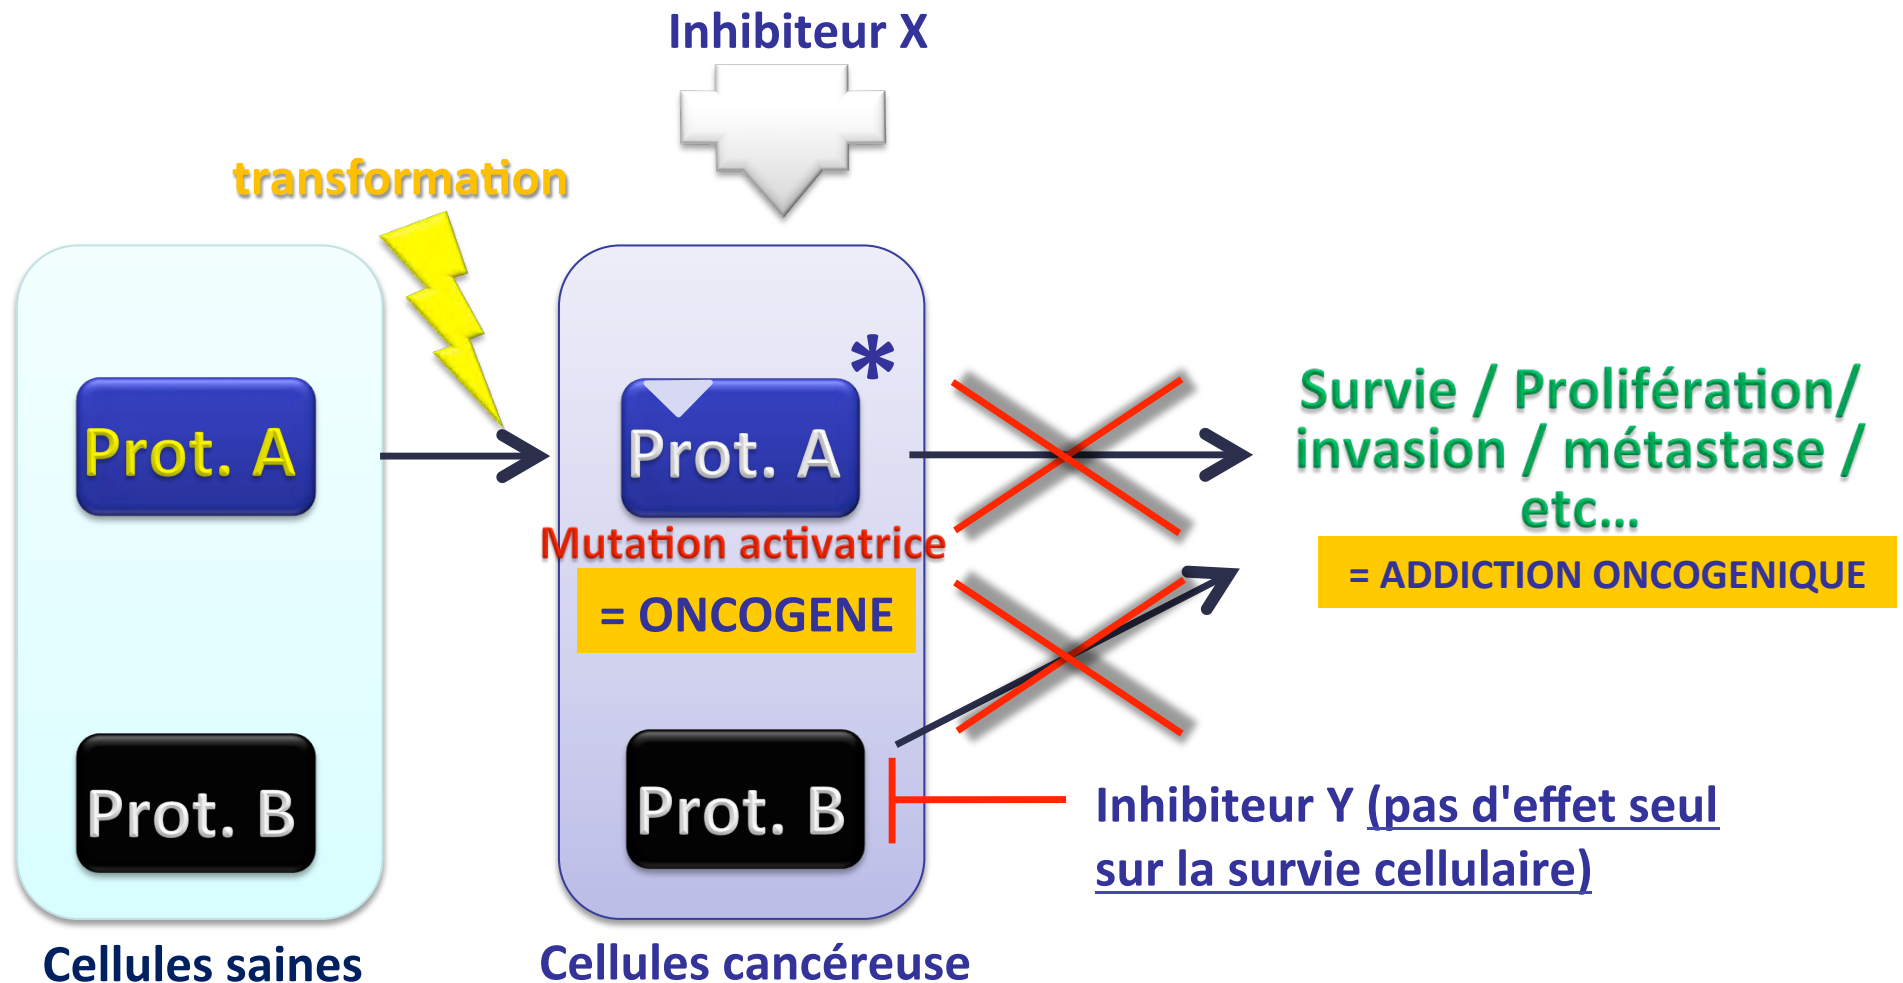 Inhibiteur X
transformation
Prot. A
Prot. B
Cellules saines
*
Prot. A
Mutation activatrice
= ONCOGENE
Prot. B
Cellules cancéreuse
Survie / Prolifération/
invasion / métastase /
etc...
= ADDICTION ONCOGENIQUE
Inhibiteur Y (pas d'effet seul
sur la survie cellulaire)